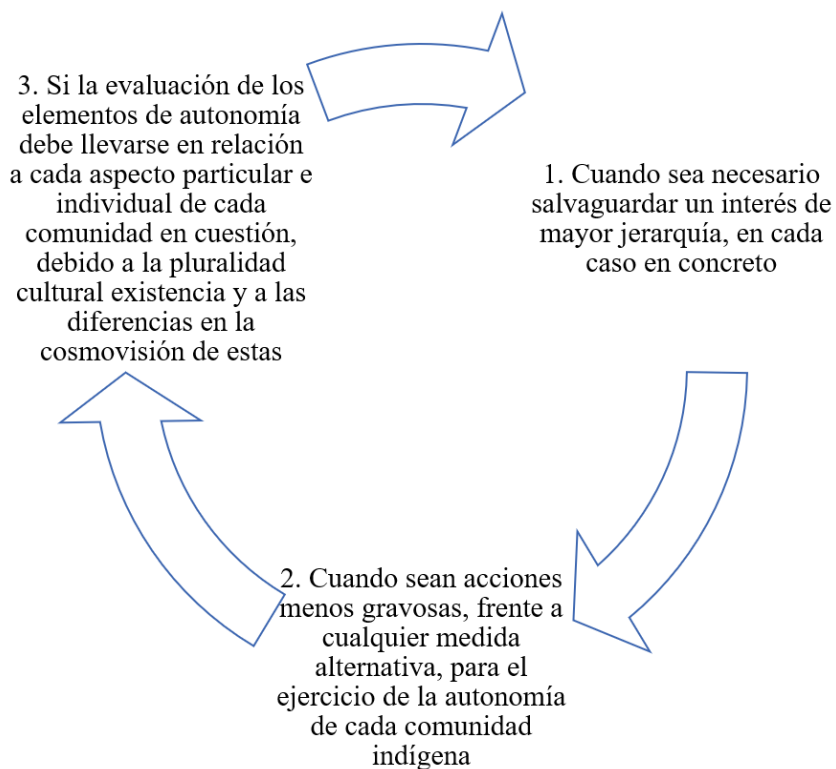 1. Cuando sea necesario
salvaguardar un interés de
mayor jerarquía, en cada
caso en concreto
2. Cuando sean acciones
menos gravosas, frente a
cualquier medida
alternativa, para el
ejercicio de la autonomía
de cada comunidad
indígena
3. Si la evaluación de los
elementos de autonomía
debe llevarse en relación
a cada aspecto particular e
individual de cada
comunidad en cuestión,
debido a la pluralidad
cultural existencia y a las
diferencias en la
cosmovisión de estas